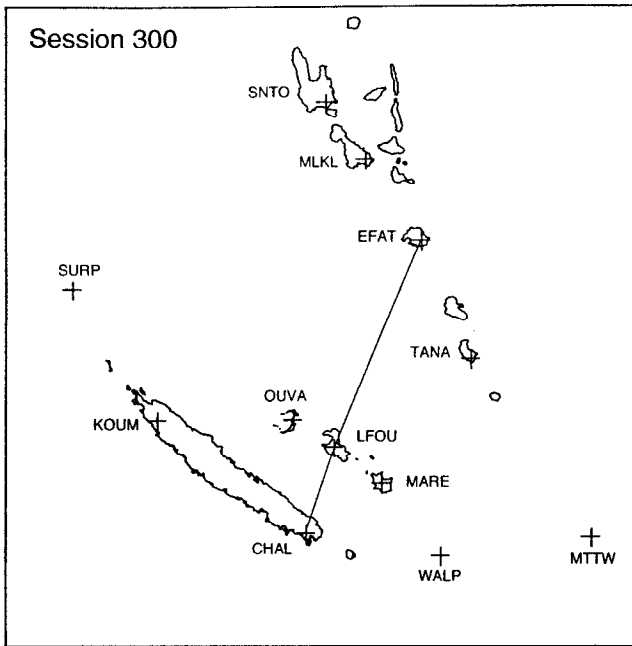 Session 300
SNTO
MLKL
EFAT
SURP
TANA
OUVA
KOUM
LFOU
MARE
CHAL
WALP
MTTW